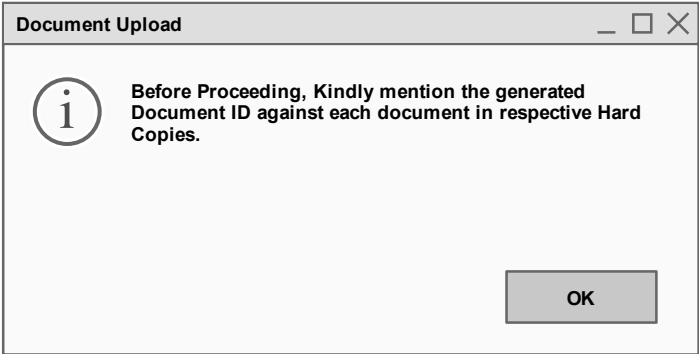 Document Upload
Before Proceeding, Kindly mention the generated
Document ID against each document in respective Hard
Copies.
OK